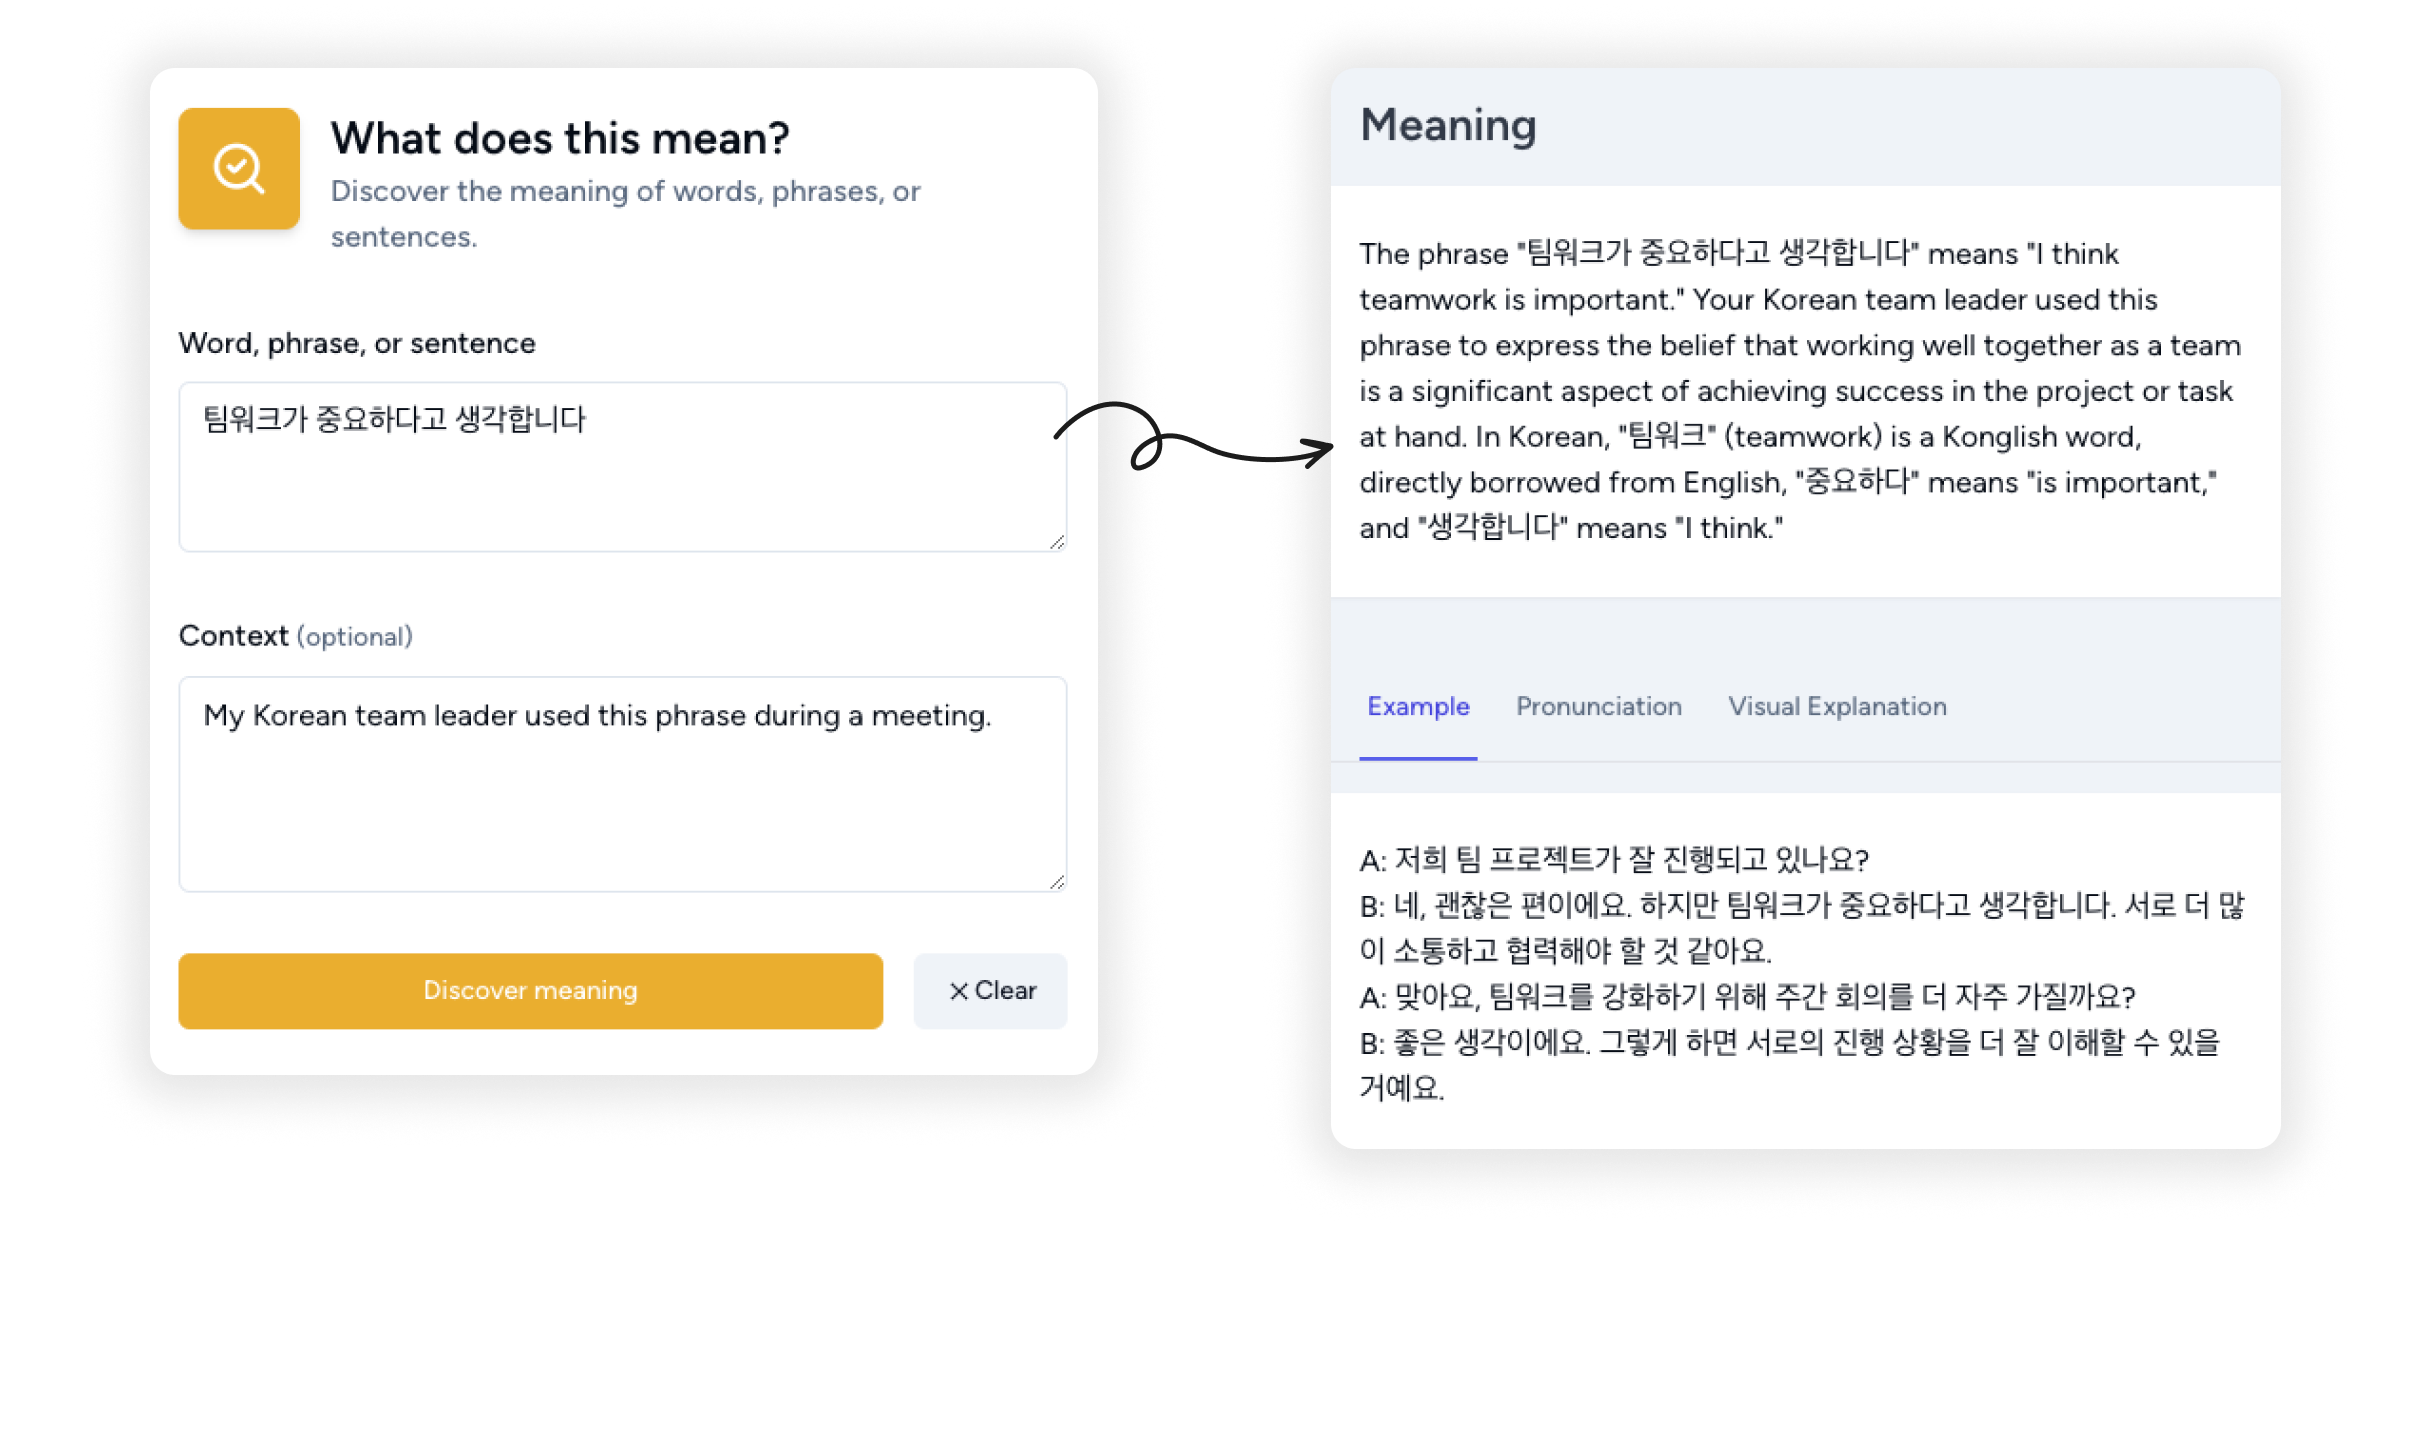 What does this mean?
Discover the meaning of words, phrases, or
sentences.
Word, phrase, or sentence
팀워크가 중요하다고 생각합니다
Context (optional)
My Korean team leader used this phrase during a meeting.
Discover meaning
Clear
Meaning
The phrase "팀워크가 중요하다고 생각합니다" means "I think
teamwork is important." Your Korean team leader used this
phrase to express the belief that working well together as a team
is a significant aspect of achieving success in the project or task
at hand. In Korean, "팀워크" (teamwork) is a Konglish word,
directly borrowed from English, "중요하다" means "is important,"
and "생각합니다" means "I think."
Example Pronunciation Visual Explanation
A: 저희 팀 프로젝트가 잘 진행되고 있나요?
B: 네, 괜찮은 편이에요. 하지만 팀워크가 중요하다고 생각합니다. 서로 더 많
이 소통하고 협력해야 할 것 같아요.
A: 맞아요, 팀워크를 강화하기 위해 주간 회의를 더 자주 가질까요?
B: 좋은 생각이에요. 그렇게 하면 서로의 진행 상황을 더 잘 이해할 수 있을
거예요.